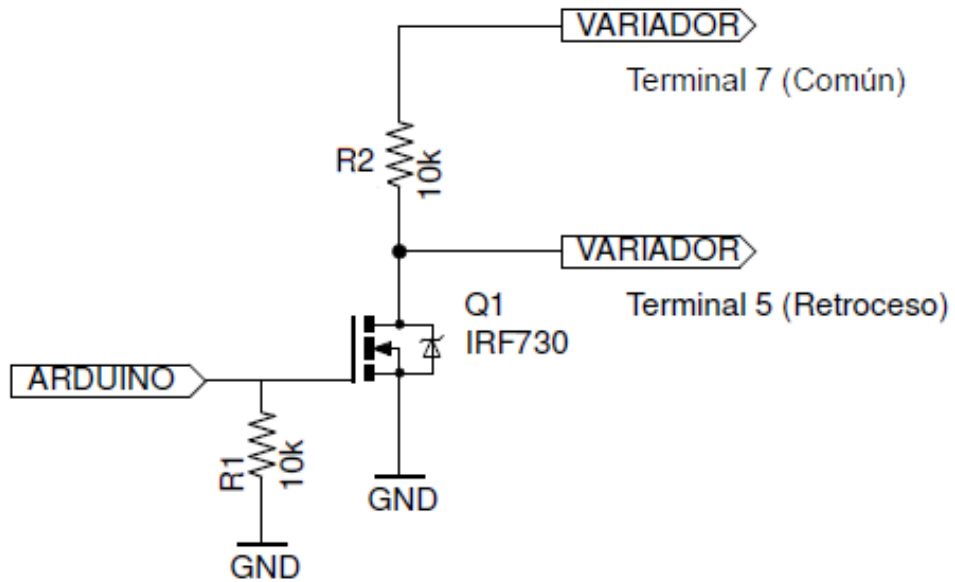 VARIADOR
Terminal 7 (Común)
R2
10k
VARIADOR
Terminal 5 (Retroceso)
Q1
IRF730
ARDUINO
R1
10k
GND
GND